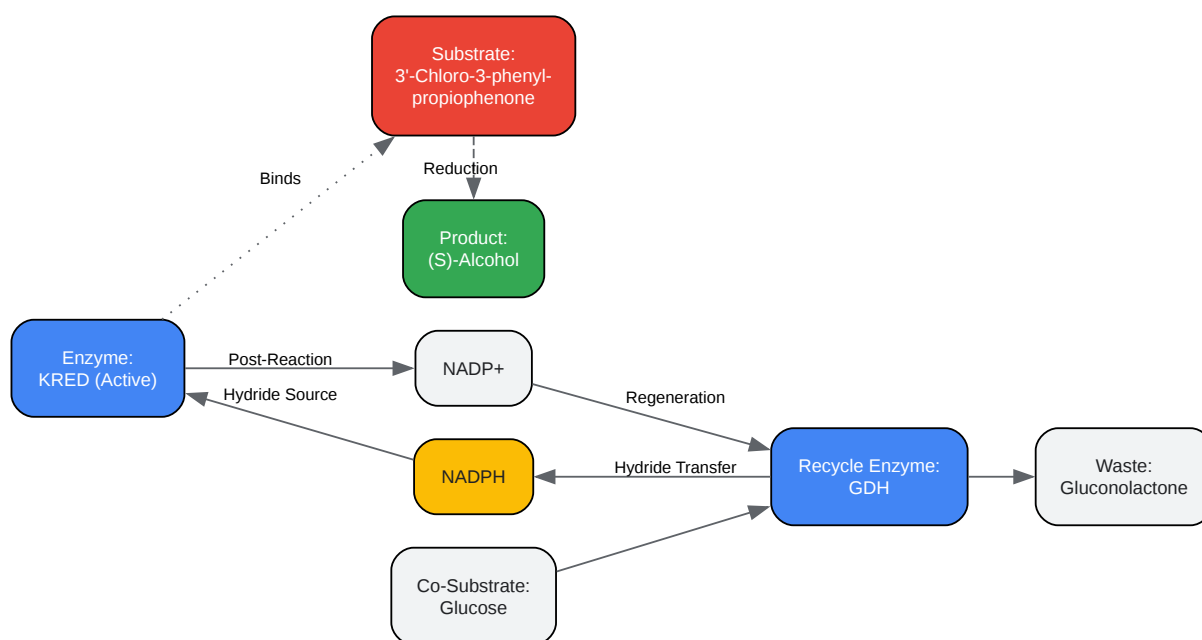 Substrate:
3'-Chloro-3-phenyl-
propiophenone
Binds
Reduction
Product:
(S)-Alcohol
Enzyme:
KRED (Active)
Post-Reaction
NADP+
Hydride Source
Regeneration
NADPH
Hydride Transfer
Recycle Enzyme:
GDH
Waste:
Gluconolactone
Co-Substrate:
Glucose